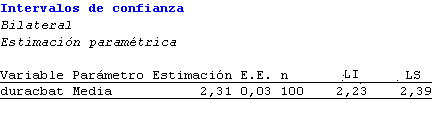 Intervalos de confianza
Bilateral
Estimación paramétrica
Variable Parámetro Estimación E.E. n LI LS
duracbat Media 2,31 0,03 100 2,23 2,39